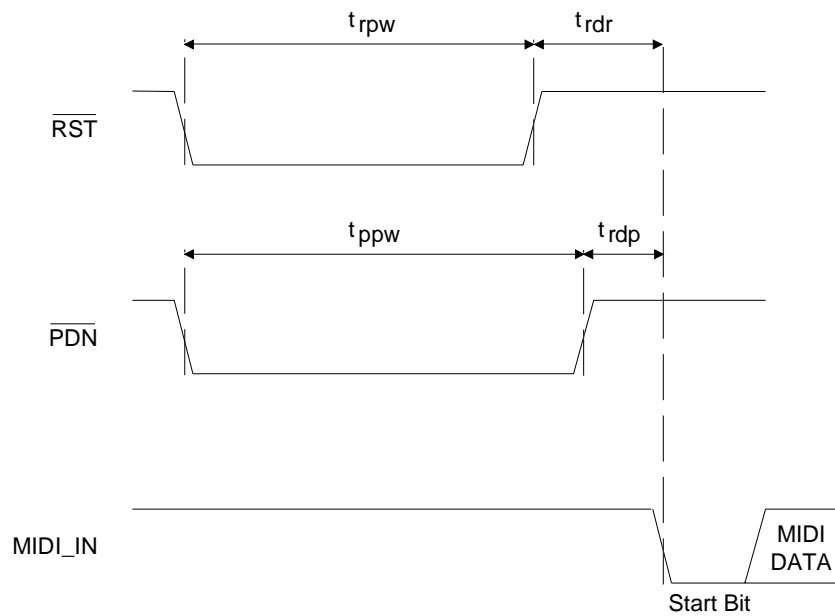 t rpw
t rdr
RST
t ppw
t rdp
PDN
MIDI_IN
MIDI
DATA
Start Bit